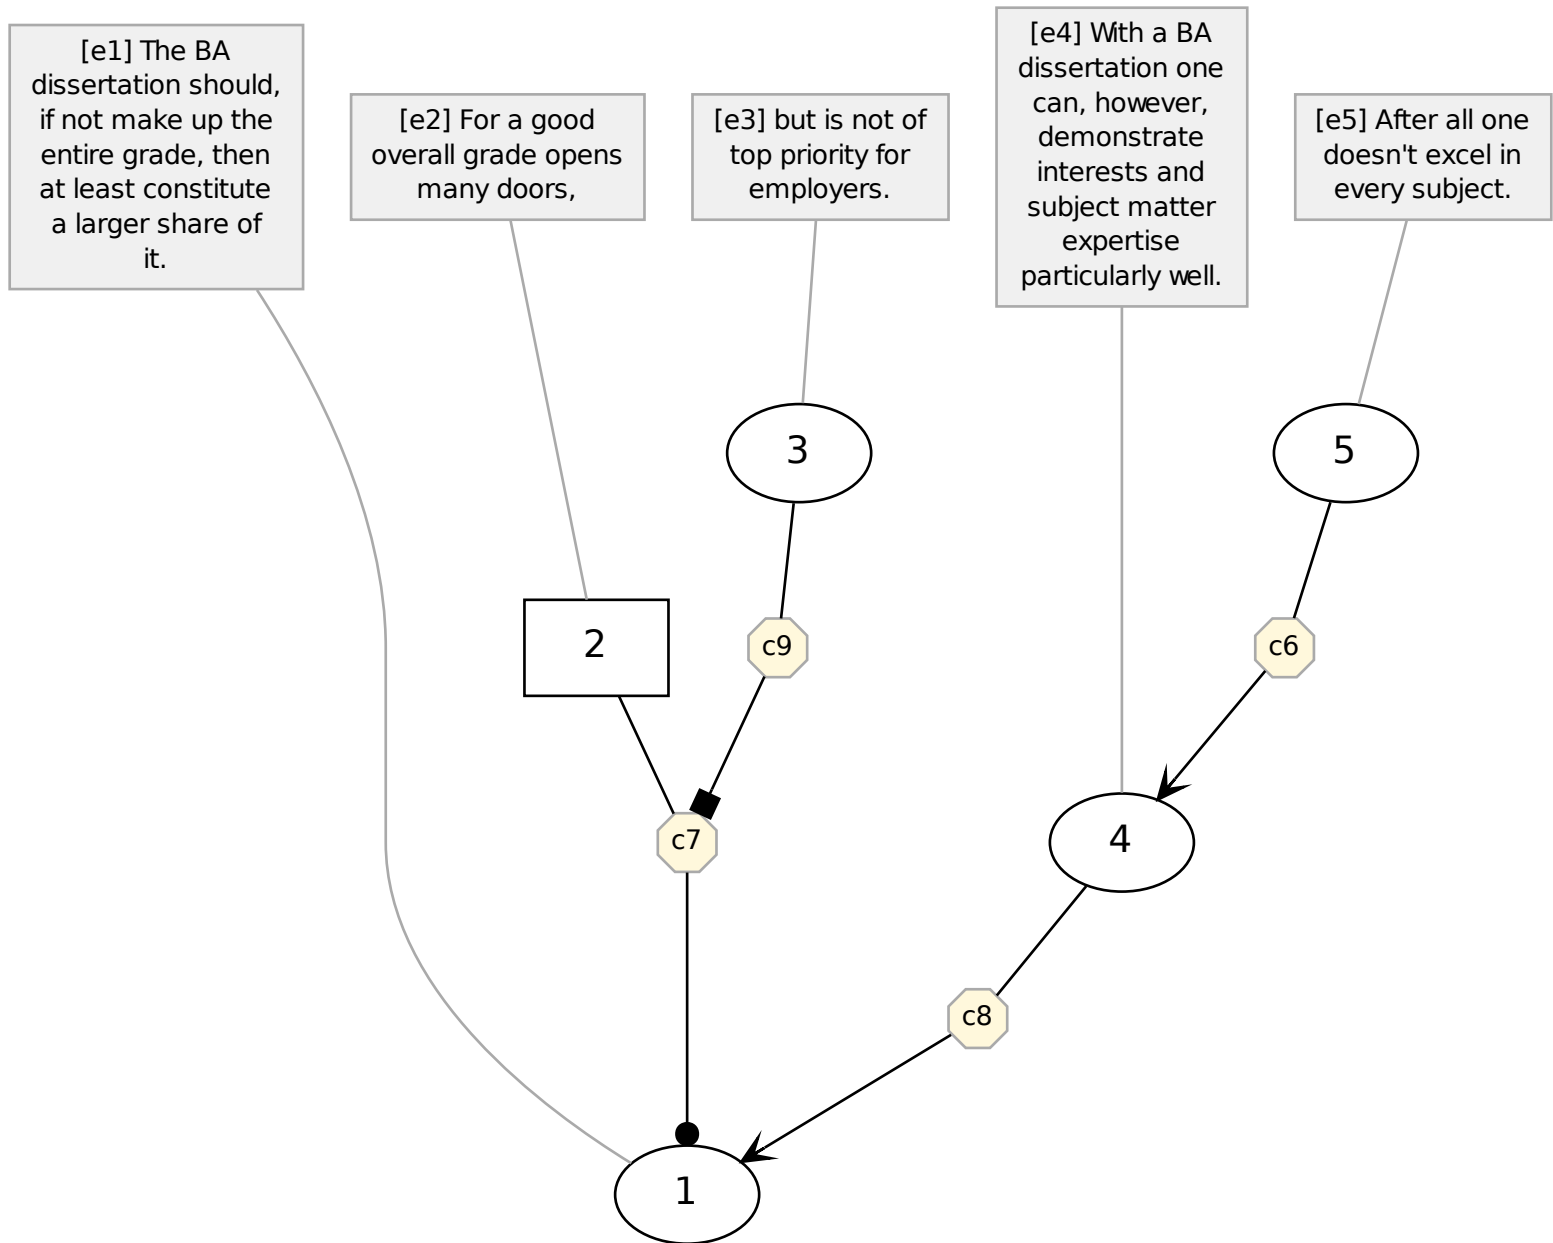 [e1] The BA
dissertation should,
if not make up the
entire grade, then
at least constitute
a larger share of
it.
[e2] For a good
overall grade opens
many doors,
[e3] but is not of
top priority for
employers.
[e4] With a BA
dissertation one
can, however,
demonstrate
interests and
subject matter
expertise
particularly well.
[e5] After all one
doesn't excel in
every subject.
3
5
2
c9
c6
c7
4
c8
1